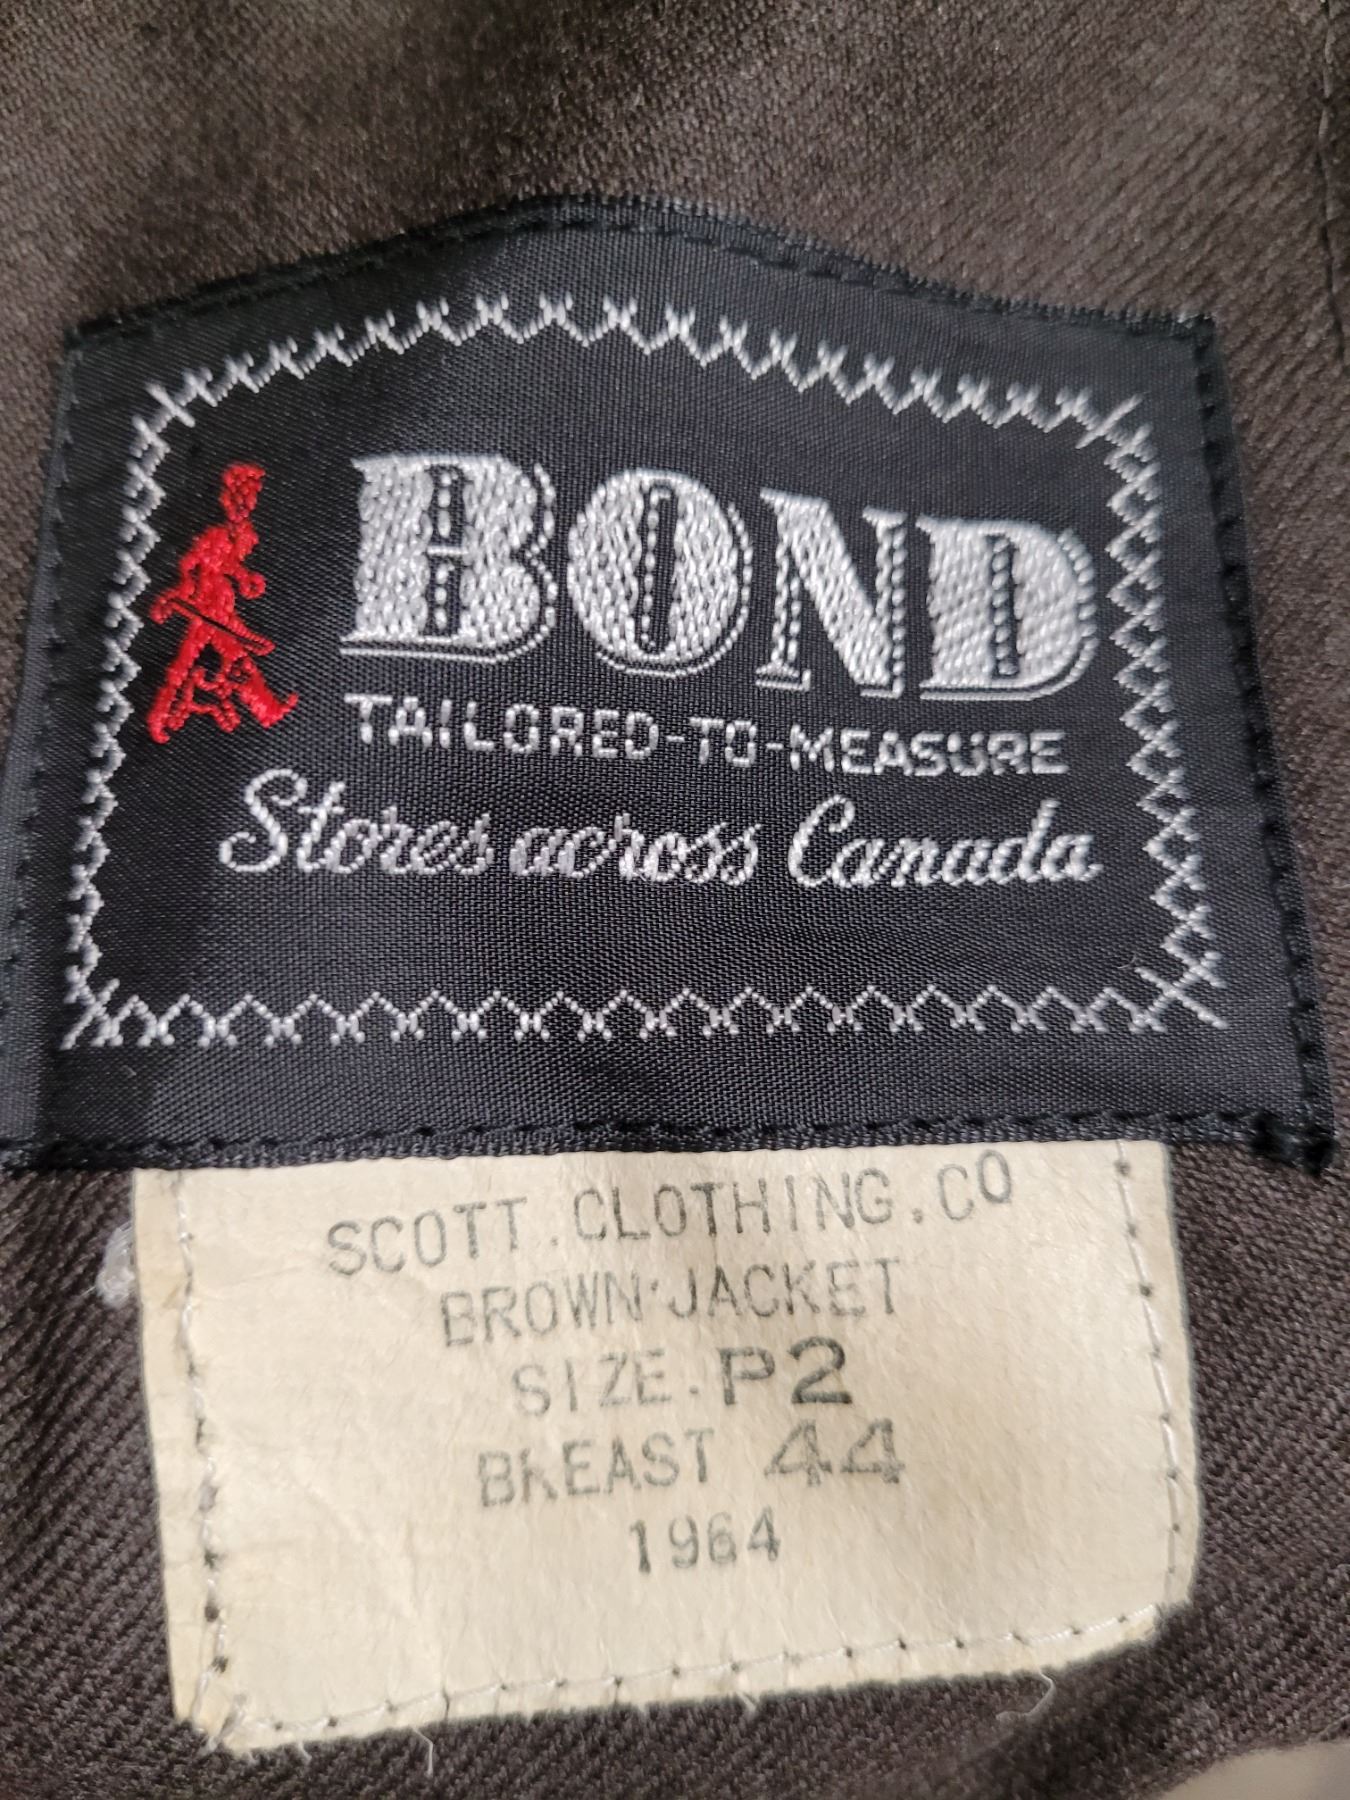 BOND
TAILORED-TO-MEASURE
Stores across Canada
SCOTT.CLOTHING.CO
BROWN JACKET
SIZE.P2
BREAST 44
1964